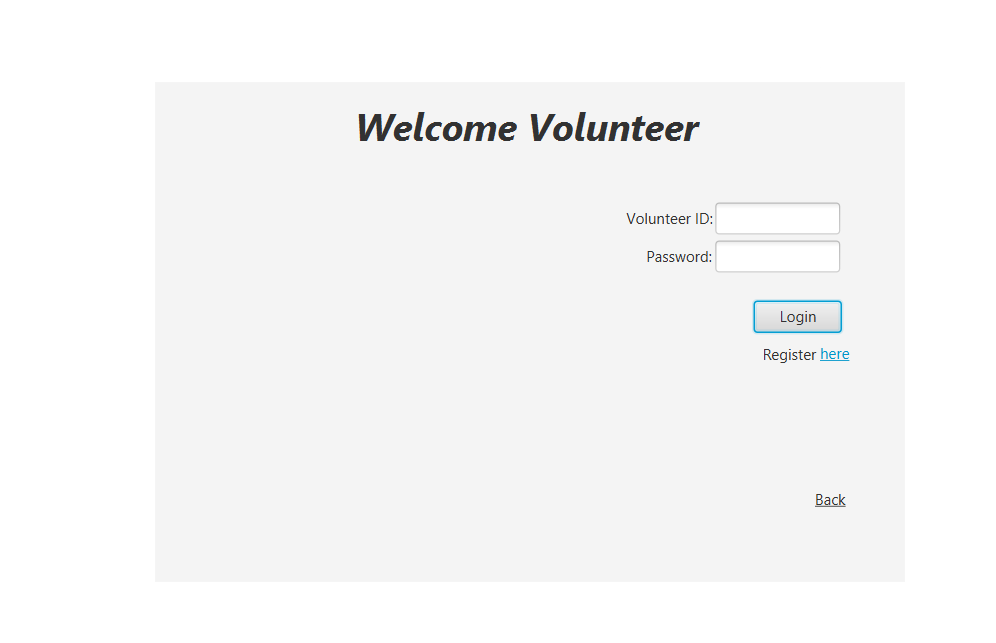 Welcome Volunteer
Volunteer ID:
Password:
Login
Register here
Back